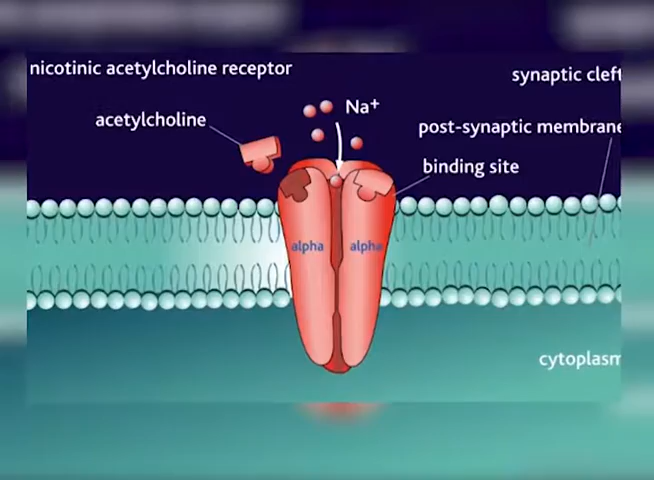 nicotinic acetylcholine receptor
synaptic cleft
Na⁺
acetylcholine
post-synaptic membrane
binding site
alpha
alpha
cytoplasm